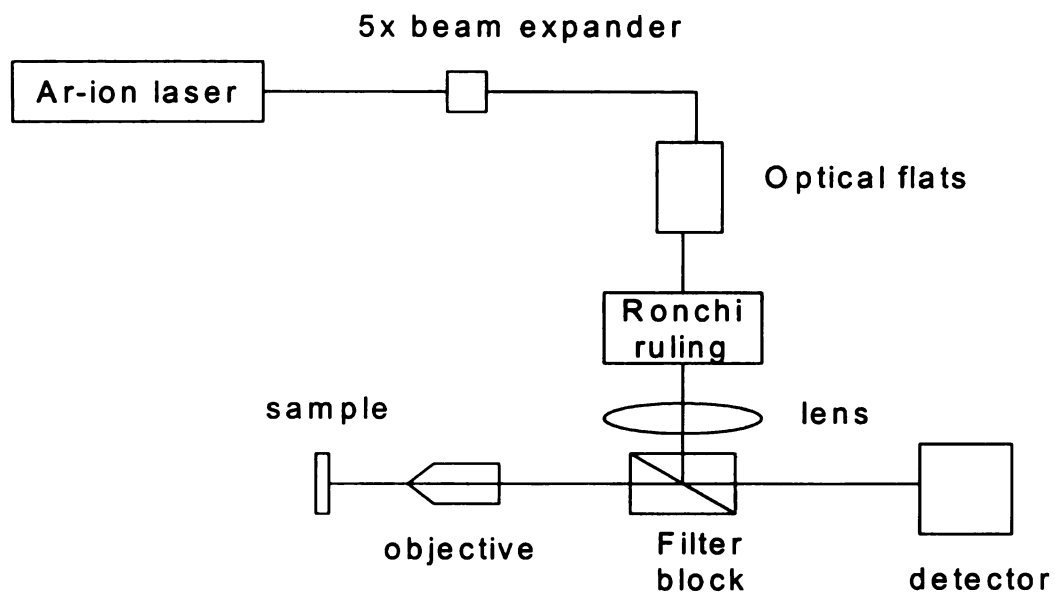 5x beam expander
Ar-ion laser
Optical flats
Ronchi
ruling
sample
lens
objective
Filter
block
detector